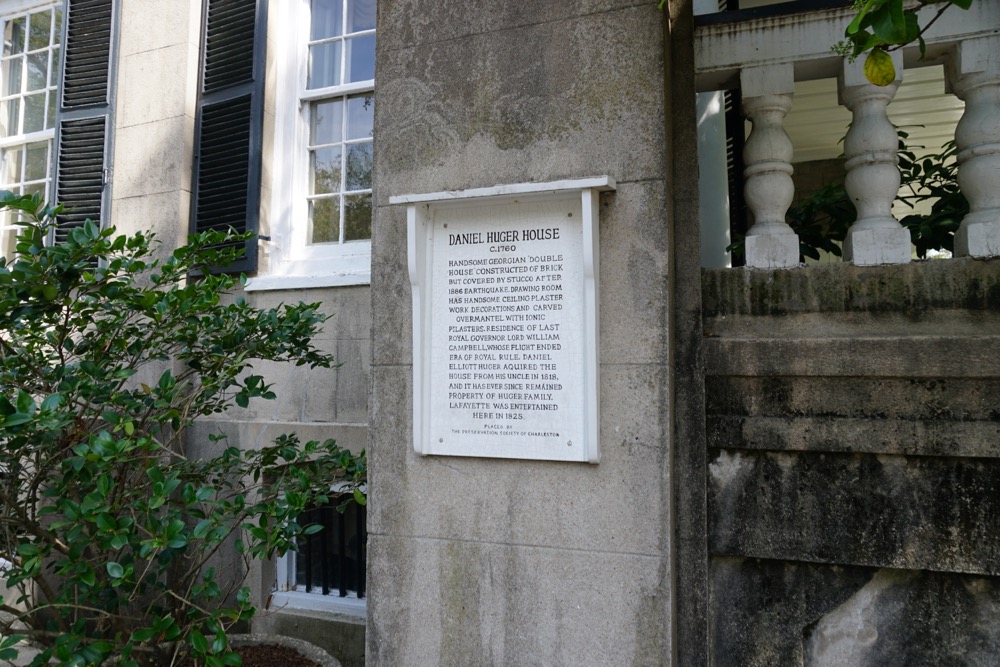 DANIEL HUGER HOUSE
C.1760
HANDSOME GEORGIAN DOUBLE
HOUSE CONSTRUCTED OF BRICK
BUT COVERED BY STUCCO AFTER
1886 EARTHQUAKE. DRAWING ROOM
HAS HANDSOME CEILING PLASTER
WORK DECORATIONS AND CARVED
OVERMANTEL WITH IONIC
PILASTERS. RESIDENCE OF LAST
ROYAL GOVERNOR LORD WILLIAM
CAMPBELL, WHOSE FLIGHT ENDED
ERA OF ROYAL RULE. DANIEL
ELLIOTT HUGER AQUIRED THE
HOUSE FROM HIS UNCLE IN 1818,
AND IT HAS EVER SINCE REMAINED
PROPERTY OF HUGER FAMILY.
LAFAYETTE WAS ENTERTAINED
HERE IN 1825.
PLACED BY
THE PRESERVATION SOCIETY OF CHARLESTON